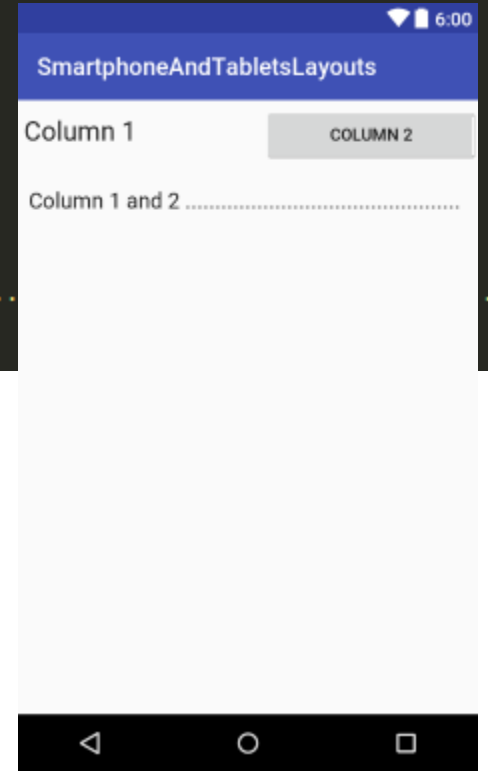 6:00
SmartphoneAndTabletsLayouts
Column 1
COLUMN 2
Column 1 and 2 ..............................................